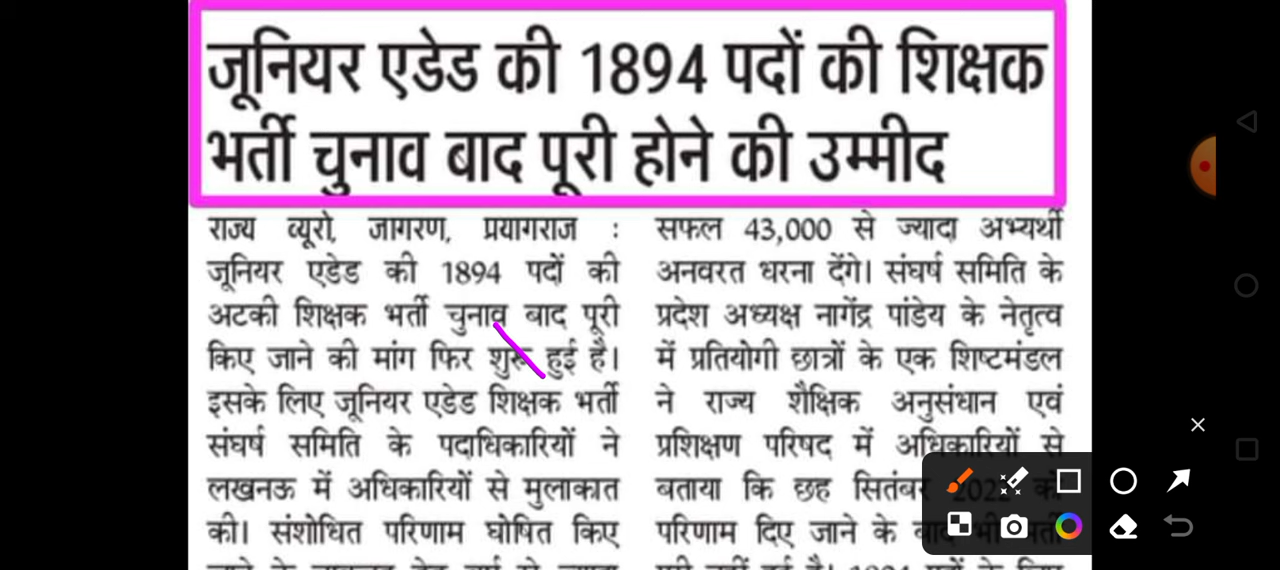 जूनियर एडेड की 1894 पदों की शिक्षक
भर्ती चुनाव बाद पूरी होने की उम्मीद
राज्य ब्यूरो, जागरण, प्रयागराज :
जूनियर एडेड की 1894 पदों की
अटकी शिक्षक भर्ती चुनाव बाद पूरी
किए जाने की मांग फिर शुरू हुई है।
इसके लिए जूनियर एडेड शिक्षक भर्ती
संघर्ष समिति के पदाधिकारियों ने
लखनऊ में अधिकारियों से मुलाकात
की। संशोधित परिणाम घोषित किए
सफल 43,000 से ज्यादा अभ्यर्थी
अनवरत धरना देंगे। संघर्ष समिति के
प्रदेश अध्यक्ष नागेंद्र पांडेय के नेतृत्व
में प्रतियोगी छात्रों के एक शिष्टमंडल
ने राज्य शैक्षिक अनुसंधान एवं
प्रशिक्षण परिषद में अधिकारियों से
बताया कि छह सितंबर 2022 को
परिणाम दिए जाने के बाद भी भर्ती